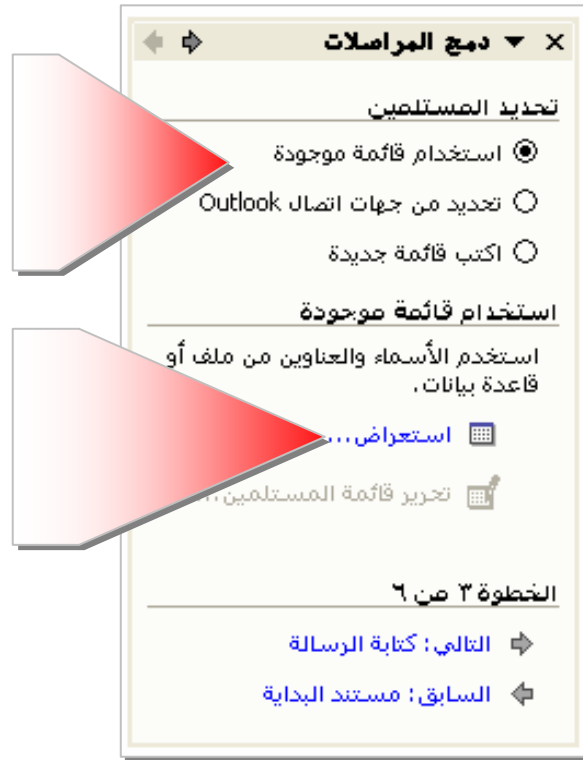 دمج المراسلات
تحديد المستلمين
استخدام قائمة موجودة
تحديد من جهات اتصال Outlook
اكتب قائمة جديدة
استخدام قائمة موجودة
استخدم الأسماء والعناوين من ملف أو
قاعدة بيانات.
استعراض...
تحرير قائمة المستلمين...
الخطوة ٣ من ٦
التالي: كتابة الرسالة
السابق: مستند البداية